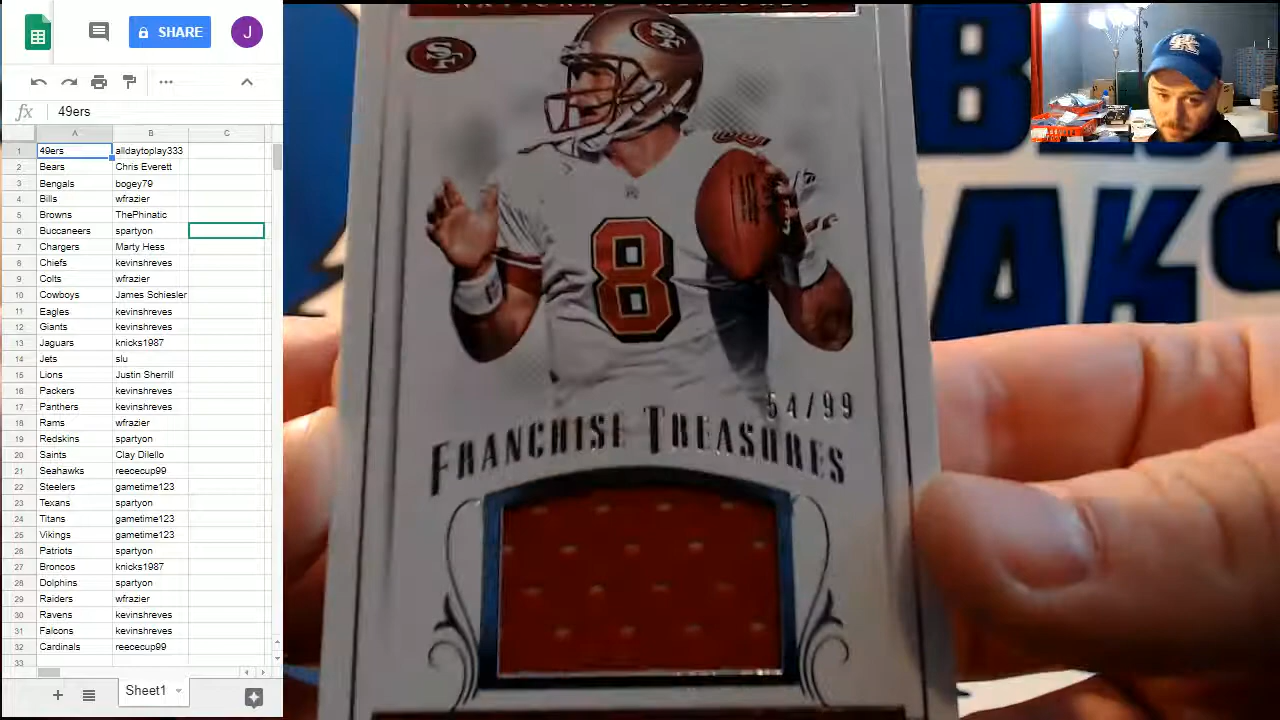 SHARE
J
fx 49ers
A B C
1 49ers alldaytoplay333
2 Bears Chris Everett
3 Bengals bogey79
4 Bills wfrazier
5 Browns ThePhinatic
6 Buccaneers spartyon
7 Chargers Marty Hess
8 Chiefs kevinshreves
9 Colts wfrazier
10 Cowboys James Schiesler
11 Eagles kevinshreves
12 Giants kevinshreves
13 Jaguars knicks1987
14 Jets slu
15 Lions Justin Sherrill
16 Packers kevinshreves
17 Panthers kevinshreves
18 Rams wfrazier
19 Redskins spartyon
20 Saints Clay Dilello
21 Seahawks reececup99
22 Steelers gametime123
23 Texans spartyon
24 Titans gametime123
25 Vikings gametime123
26 Patriots spartyon
27 Broncos knicks1987
28 Dolphins spartyon
29 Raiders wfrazier
30 Ravens kevinshreves
31 Falcons kevinshreves
32 Cardinals reececup99
33
Sheet1
SF
8
54/99
FRANCHISE TREASURES